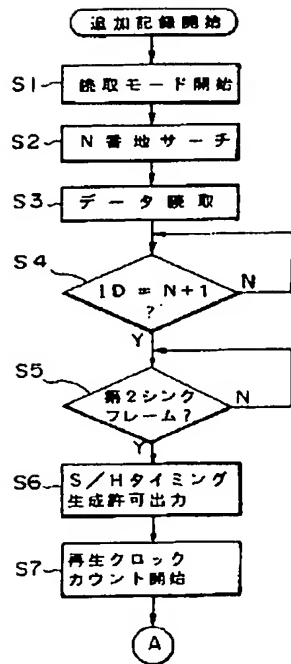 追加記録開始
S1
読取モード開始
S2
N番地サーチ
S3
データ読取
S4
ID=N+1
?
N
Y
S5
第2シンク
フレーム?
N
Y
S6
S/Hタイミング
生成許可出力
S7
再生クロック
カウント開始
A